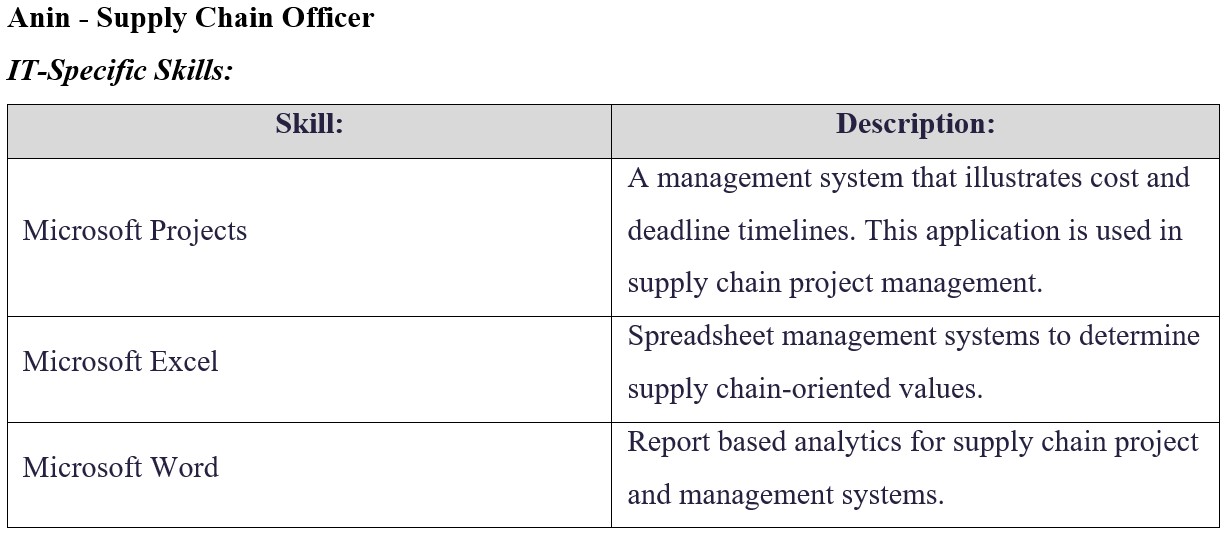 Anin - Supply Chain Officer
IT-Specific Skills:
Skill:
Description:
Microsoft Projects
A management system that illustrates cost and
deadline timelines. This application is used in
supply chain project management.
Microsoft Excel
Spreadsheet management systems to determine
supply chain-oriented values.
Microsoft Word
Report based analytics for supply chain project
and management systems.